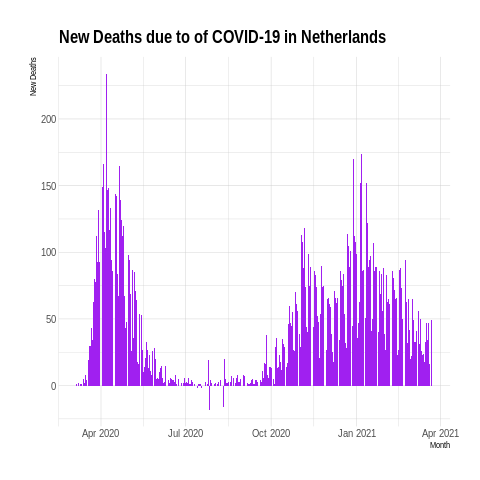 New Deaths due to of COVID-19 in Netherlands
New Deaths
200
150
100
50
0
Apr 2020
Jul 2020
Oct 2020
Jan 2021
Apr 2021
Month